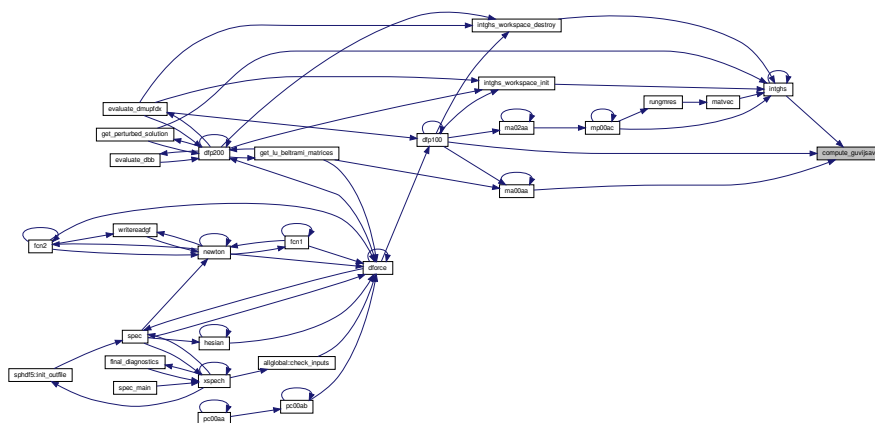 intghs_workspace_destroy
intghs_workspace_init
intghs
evaluate_dmupfdx
rungmres
matvec
get_perturbed_solution
ma02aa
mp00ac
dfp100
evaluate_dbb
dfp200
get_lu_beltrami_matrices
compute_guvijsave
ma00aa
writereadgf
fcn2
newton
fcn1
dforce
spec
hesian
final_diagnostics
allglobal::check_inputs
sphdf5::init_outfile
xspech
spec_main
pc00ab
pc00aa